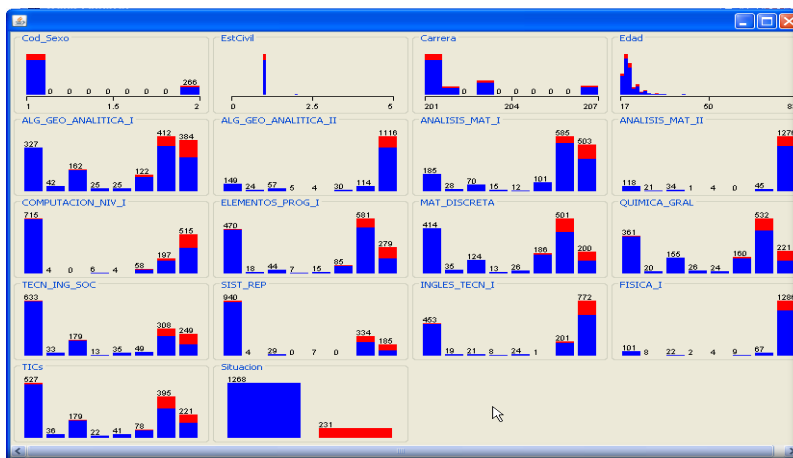 Cod_Sexo
0 0 0 0 0 0 266
1 1.5 2
EstCivil
0 2.5 5
Carrera
0 0 0 0 0
201 204 207
Edad
17 50
ALG_GEO_ANALITICA_I
327 42 162 25 25 122 412 384
ALG_GEO_ANALITICA_II
149 24 57 5 4 30 114 1116
ANALISIS_MAT_I
185 28 70 15 12 101 585 503
ANALISIS_MAT_II
118 21 34 1 4 0 45
COMPUTACION_NIV_I
715 4 0 6 4 58 197 515
ELEMENTOS_PROG_I
470 18 44 7 15 85 581 279
MAT_DISCRETA
414 35 124 13 26 186 501 200
QUIMICA_GRAL
361 20 155 26 24 160 532 221
TECN_ING_SOC
633 33 179 13 35 49 308 249
SIST_REP
940 4 29 0 7 0 334 185
INGLES_TECN_I
453 19 21 8 24 1 201 772
FISICA_I
101 8 22 2 4 9 67
TICs
527 36 179 22 41 78 395 221
Situacion
1268 231